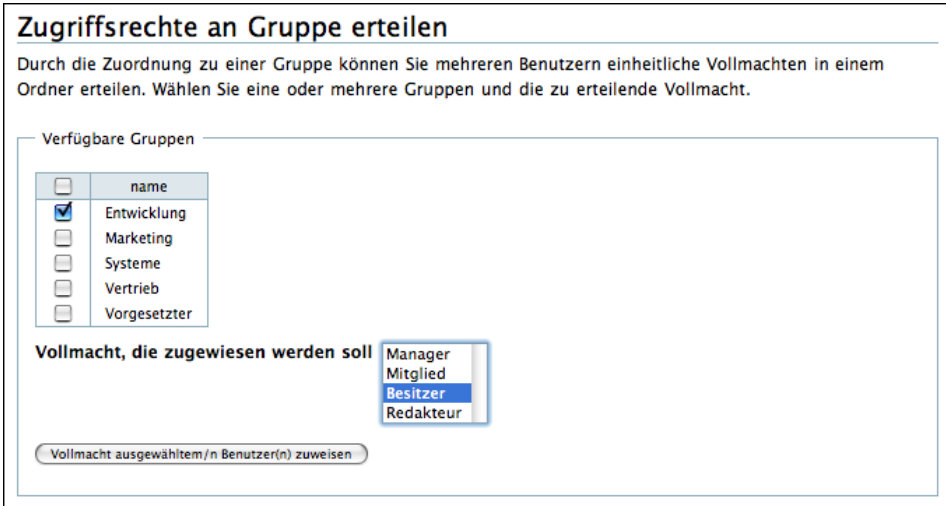 Zugriffsrechte an Gruppe erteilen
Durch die Zuordnung zu einer Gruppe können Sie mehreren Benutzern einheitliche Vollmachten in einem
Ordner erteilen. Wählen Sie eine oder mehrere Gruppen und die zu erteilende Vollmacht.
Verfügbare Gruppen
name
Entwicklung
Marketing
Systeme
Vertrieb
Vorgesetzter
Vollmacht, die zugewiesen werden soll
Manager
Mitglied
Besitzer
Redakteur
Vollmacht ausgewähltem/n Benutzer(n) zuweisen